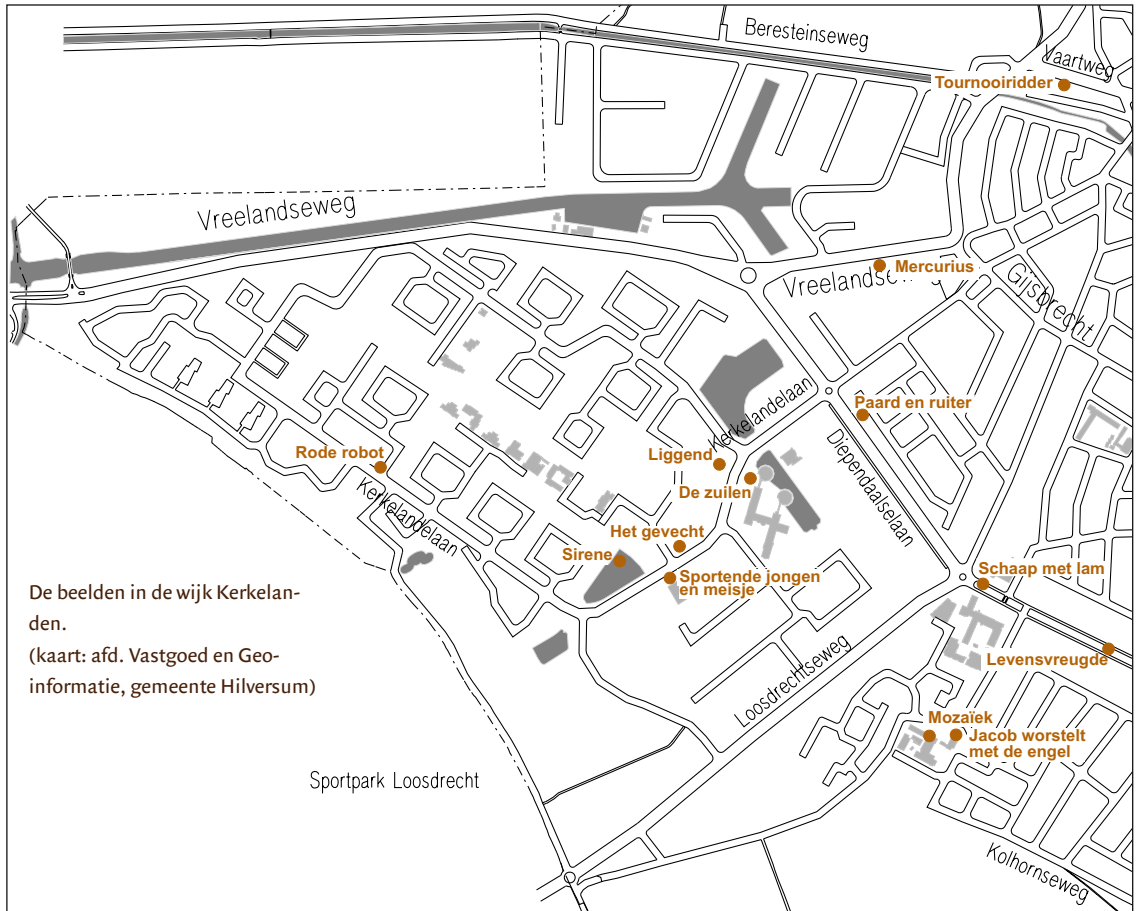 Beresteinseweg
Vaartweg
Tournooiridder
Vreelandseweg
Mercurius
Vreelandseweg
Gijsbrecht
Paard en ruiter
Kerkelandelaan
Diependaalselaan
Liggend
Rode robot
De zuilen
Kerkelandelaan
Het gevecht
Sirene
Sportende jongen
en meisje
Schaap met lam
De beelden in de wijk Kerkelan-
den.
(kaart: afd. Vastgoed en Geo-
informatie, gemeente Hilversum)
Levensvreugde
Loosdrechtseweg
Mozaïek
Jacob worstelt
met de engel
Sportpark Loosdrecht
Kolhornseweg